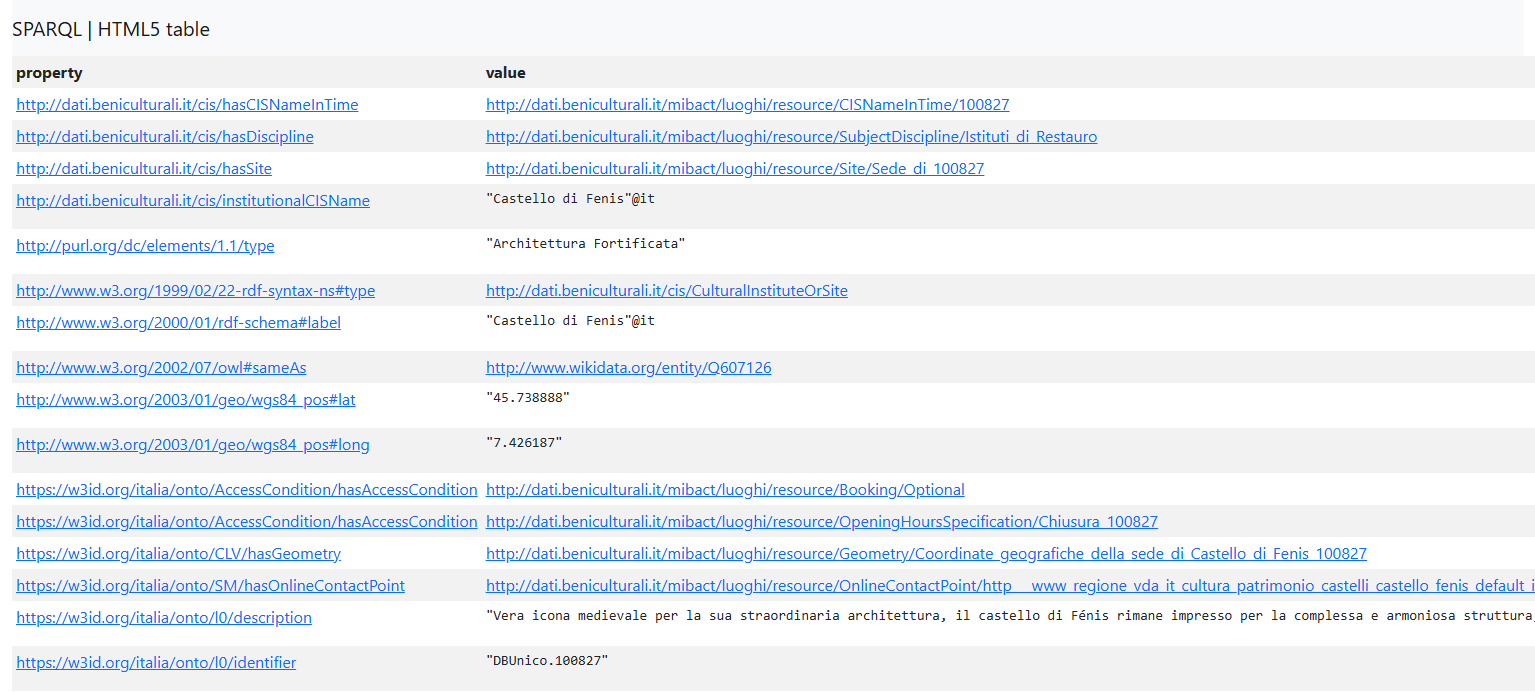 SPARQL | HTML5 table
property value
http://dati.beniculturali.it/cis/hasCISNameInTime http://dati.beniculturali.it/mibact/luoghi/resource/CISNameInTime/100827
http://dati.beniculturali.it/cis/hasDiscipline http://dati.beniculturali.it/mibact/luoghi/resource/SubjectDiscipline/Istituti_di_Restauro
http://dati.beniculturali.it/cis/hasSite http://dati.beniculturali.it/mibact/luoghi/resource/Site/Sede_di_100827
http://dati.beniculturali.it/cis/institutionalCISName "Castello di Fenis"@it
http://purl.org/dc/elements/1.1/type "Architettura Fortificata"
http://www.w3.org/1999/02/22-rdf-syntax-ns#type http://dati.beniculturali.it/cis/CulturalInstituteOrSite
http://www.w3.org/2000/01/rdf-schema#label "Castello di Fenis"@it
http://www.w3.org/2002/07/owl#sameAs http://www.wikidata.org/entity/Q607126
http://www.w3.org/2003/01/geo/wgs84_pos#lat "45.738888"
http://www.w3.org/2003/01/geo/wgs84_pos#long "7.426187"
https://w3id.org/italia/onto/AccessCondition/hasAccessCondition http://dati.beniculturali.it/mibact/luoghi/resource/Booking/Optional
https://w3id.org/italia/onto/AccessCondition/hasAccessCondition http://dati.beniculturali.it/mibact/luoghi/resource/OpeningHoursSpecification/Chiusura_100827
https://w3id.org/italia/onto/CLV/hasGeometry http://dati.beniculturali.it/mibact/luoghi/resource/Geometry/Coordinate_geografiche_della_sede_di_Castello_di_Fenis_100827
https://w3id.org/italia/onto/SM/hasOnlineContactPoint http://dati.beniculturali.it/mibact/luoghi/resource/OnlineContactPoint/http___www_regione_vda_it_cultura_patrimonio_castelli_castello_fenis_default_i
https://w3id.org/italia/onto/l0/description "Vera icona medievale per la sua straordinaria architettura, il castello di Fénis rimane impresso per la complessa e armoniosa struttura,
https://w3id.org/italia/onto/l0/identifier "DBUnico.100827"